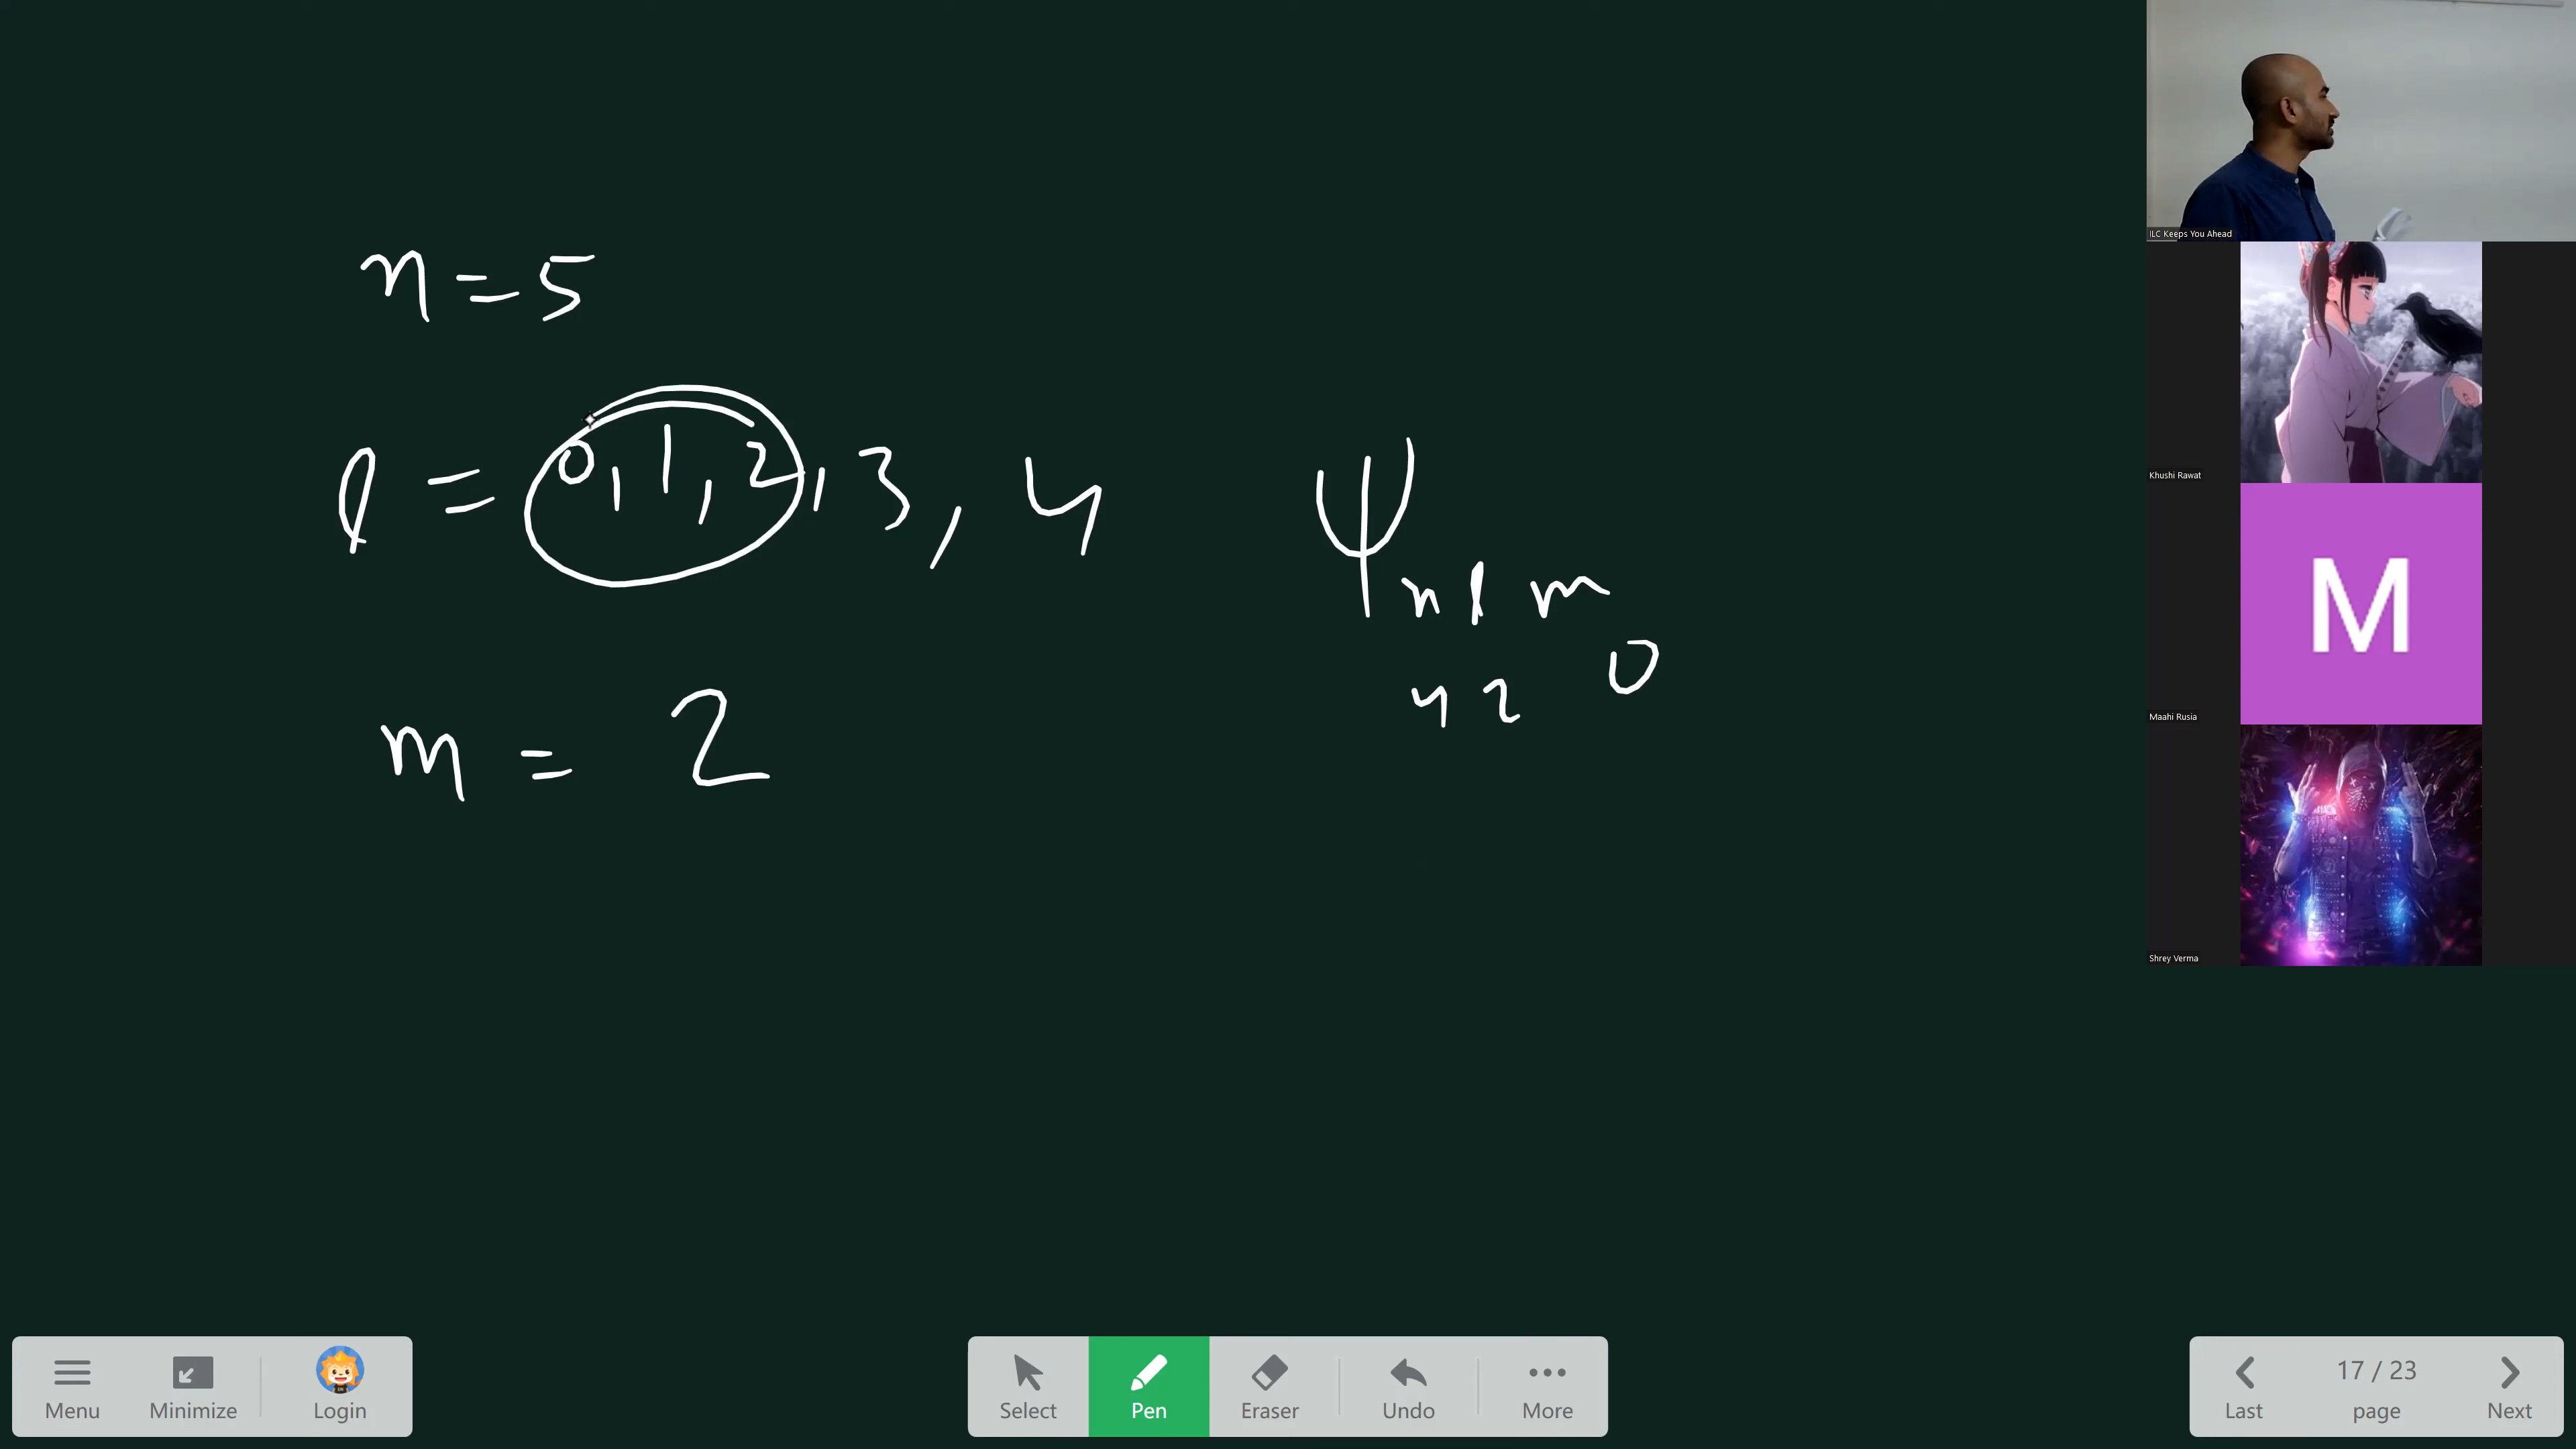 n = 5
l = 0, 1, 2, 3, 4
ψ n l m
4 2 0
m = 2
ILC Keeps You Ahead
Khushi Rawat
M
Maahi Rusia
Shrey Verma
Menu Minimize Login
Select Pen Eraser Undo More
Last 17 / 23 page Next